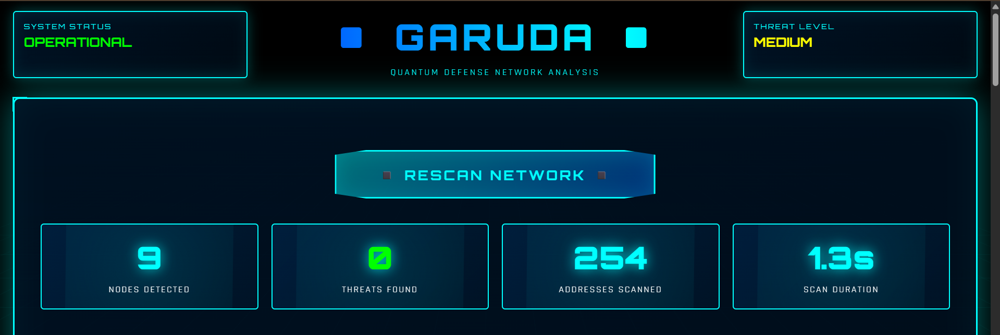 SYSTEM STATUS
OPERATIONAL
GARUDA
QUANTUM DEFENSE NETWORK ANALYSIS
THREAT LEVEL
MEDIUM
RESCAN NETWORK
9
NODES DETECTED
0
THREATS FOUND
254
ADDRESSES SCANNED
1.3s
SCAN DURATION